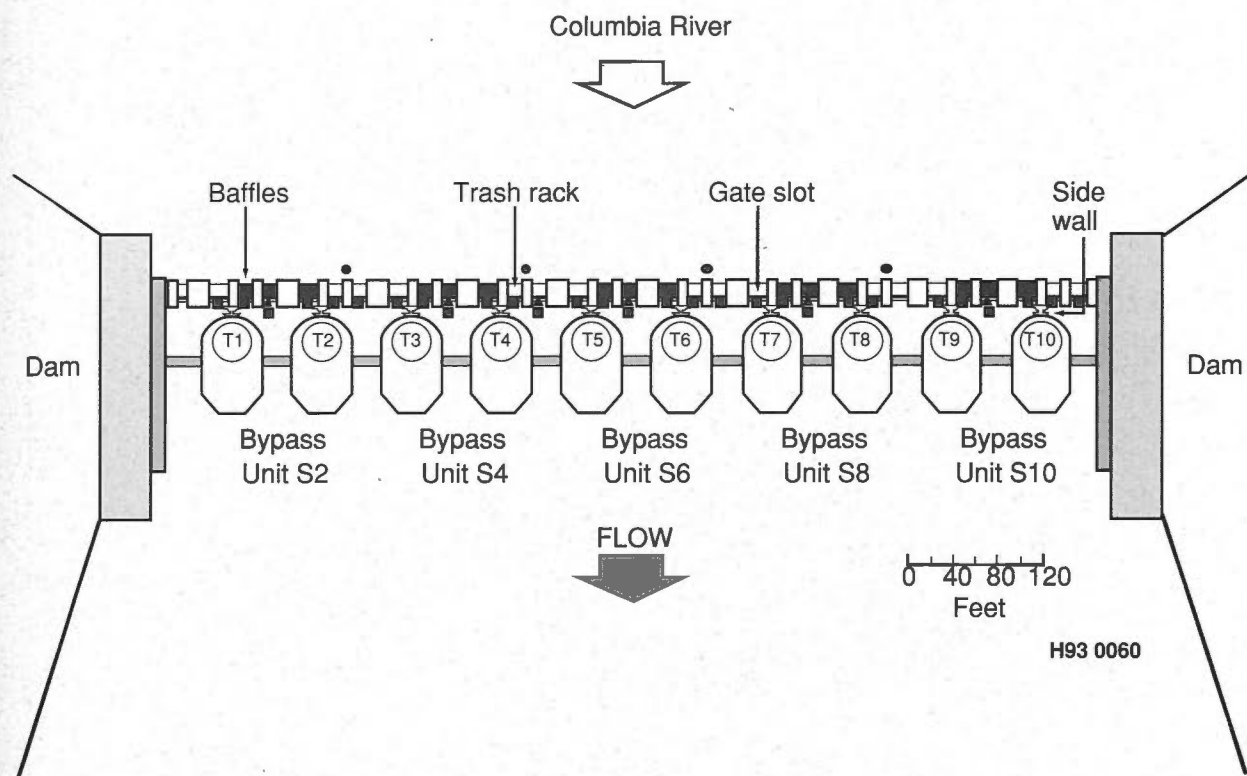 Columbia River
Baffles
Trash rack
Gate slot
Side
wall
Dam
T1
T2
T3
T4
T5
T6
T7
T8
T9
T10
Dam
Bypass
Unit S2
Bypass
Unit S4
Bypass
Unit S6
Bypass
Unit S8
Bypass
Unit S10
FLOW
0 40 80 120
Feet
H93 0060